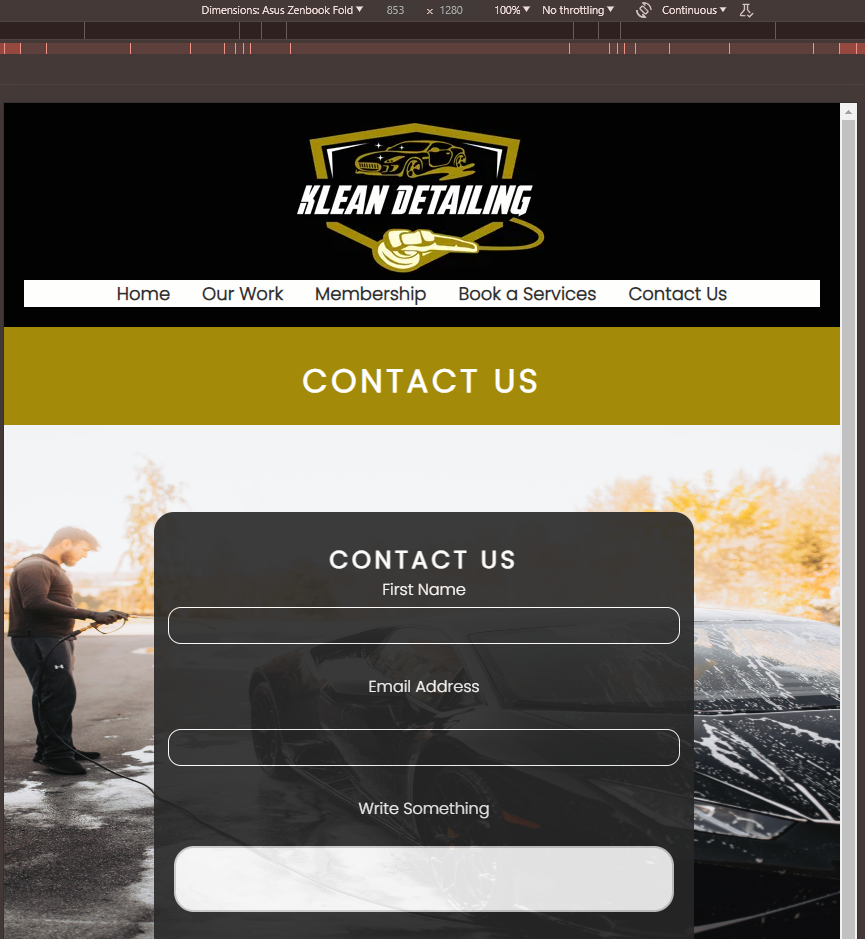 Dimensions: Asus Zenbook Fold ▼ 853 × 1280 100% ▼ No throttling ▼ Continuous ▼
KLEAN DETAILING
Home Our Work Membership Book a Services Contact Us
CONTACT US
CONTACT US
First Name
Email Address
Write Something